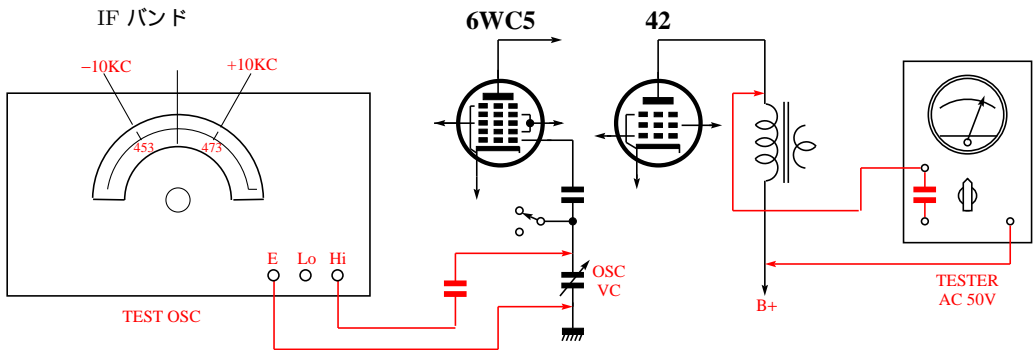 IF バンド
6WC5
42
−10KC
+10KC
453
473
E
Lo
Hi
OSC
VC
TESTER
AC 50V
B+
TEST OSC